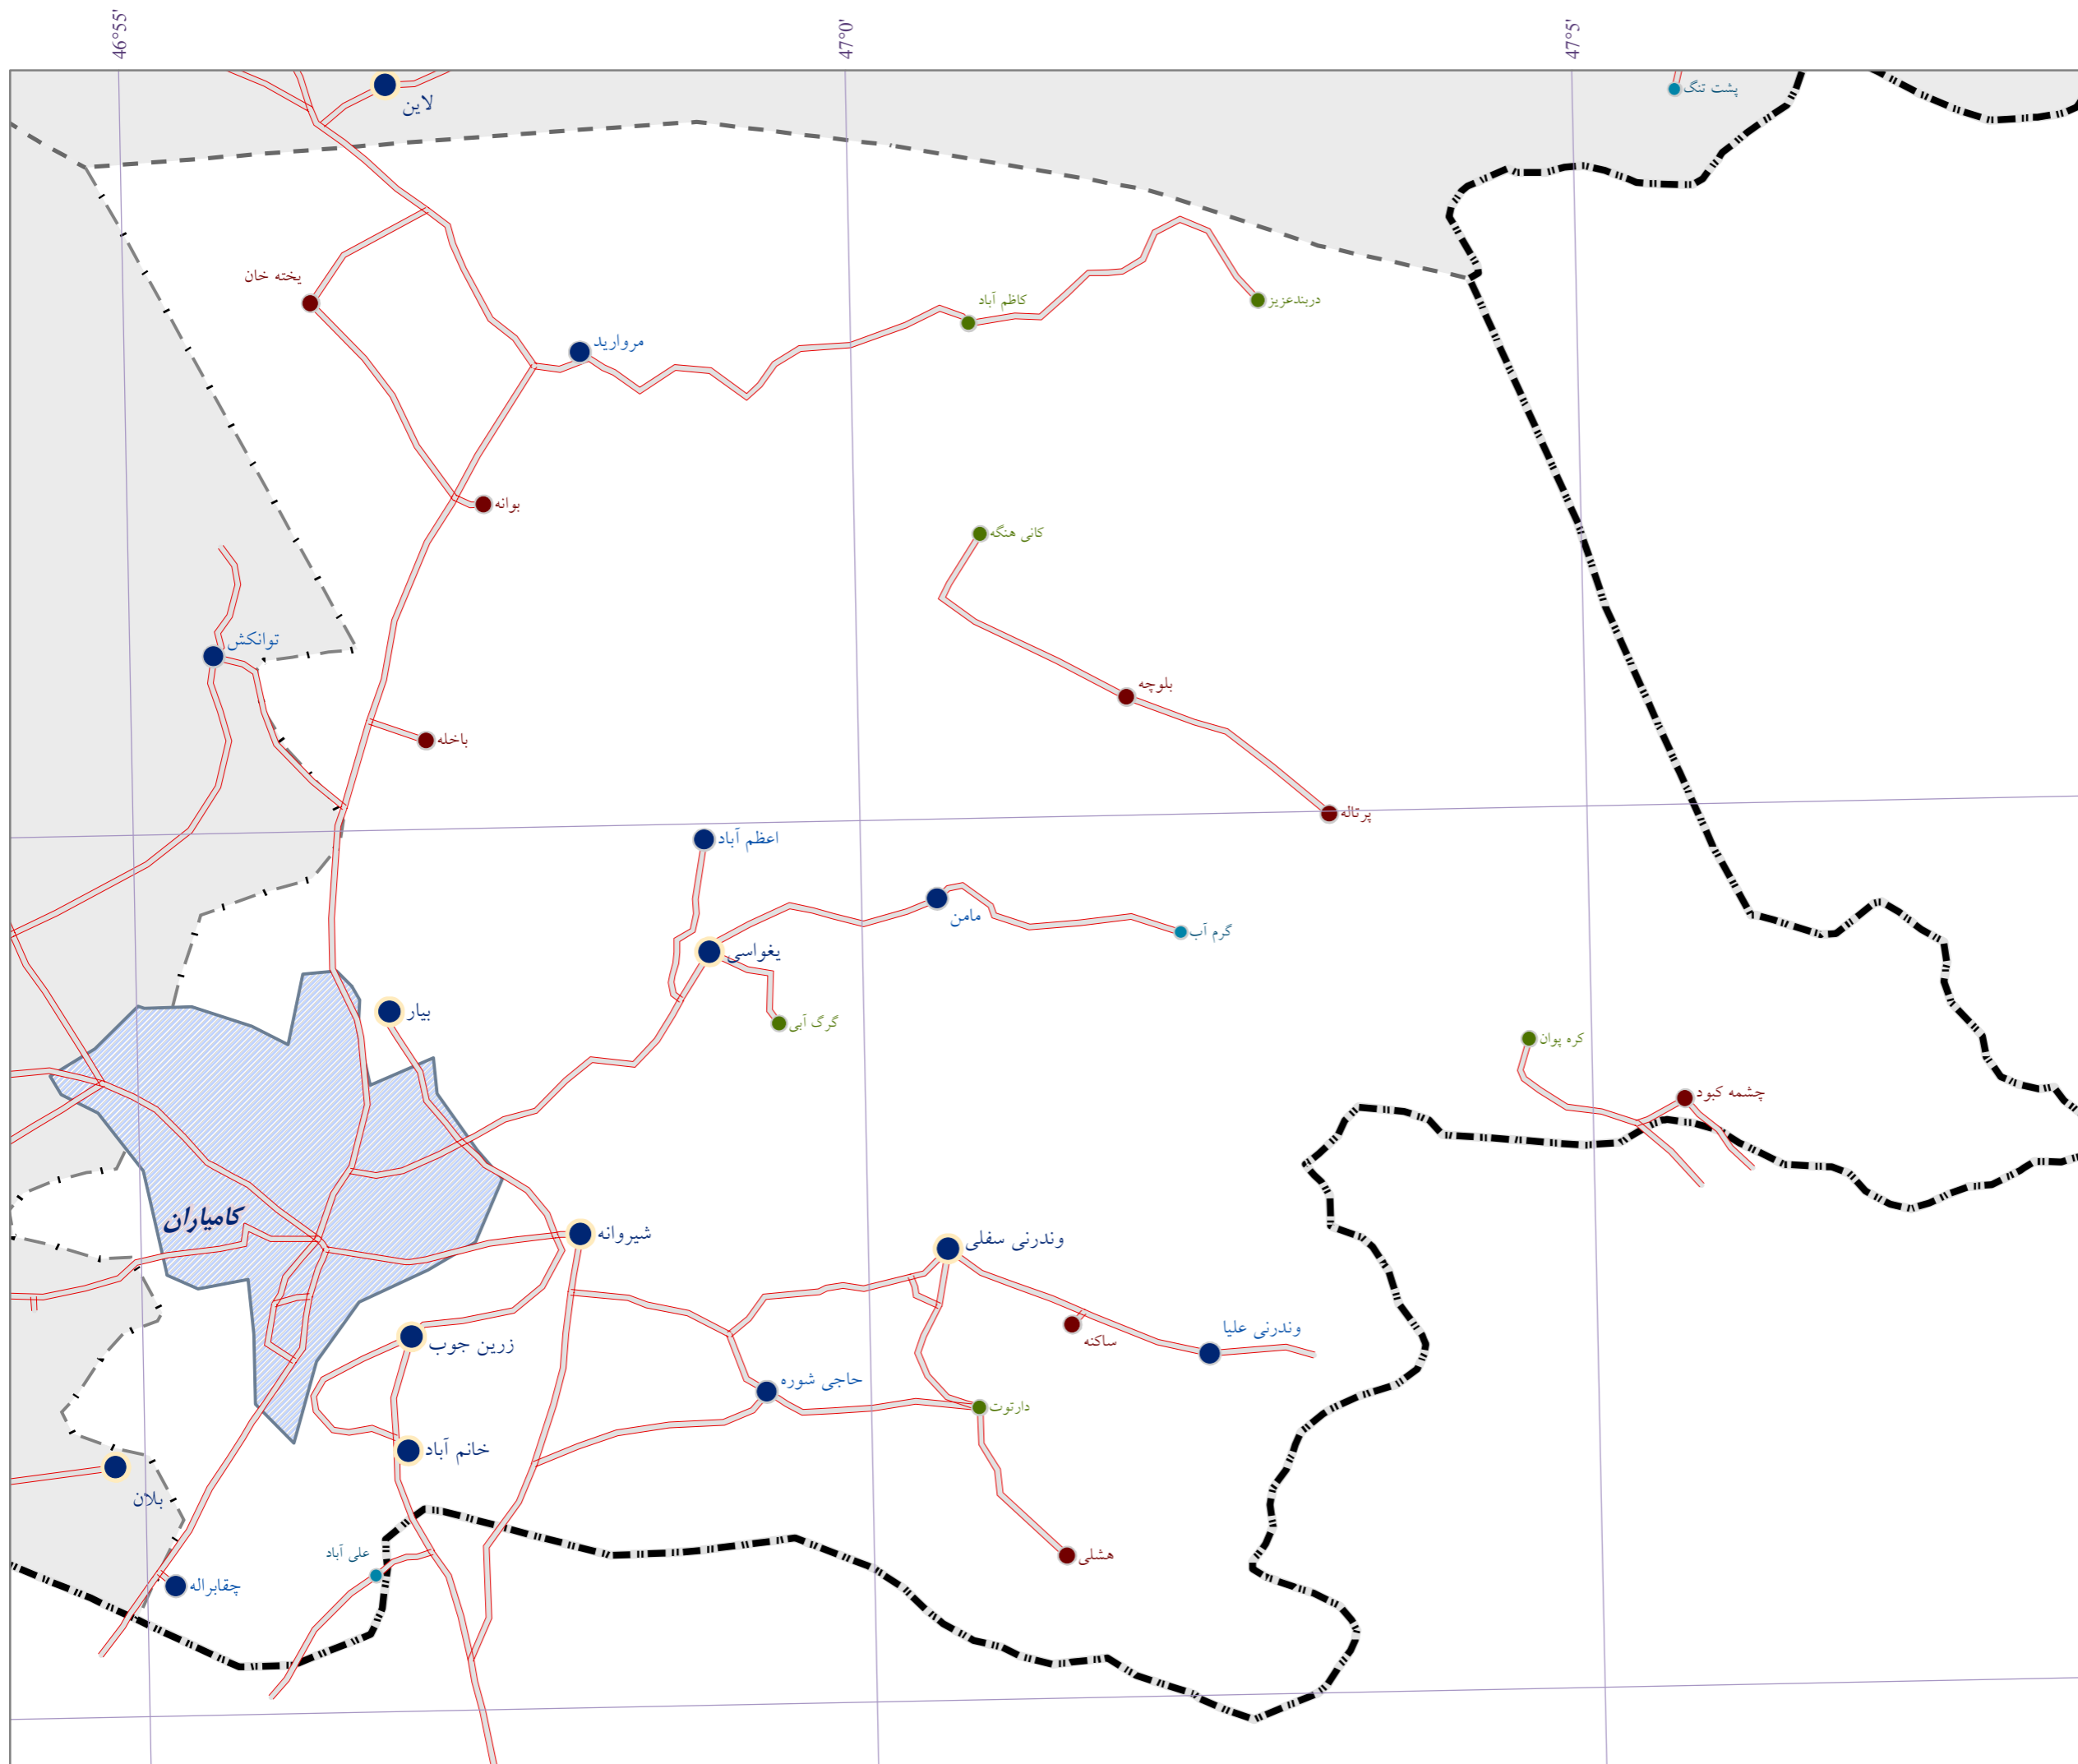 46°55'
47°0'
47°5'
پشت تنگ
لاین
یخته خان
کاظم آباد
دربندعزیز
مروارید
بوانه
کانی هنگه
توانکش
بلوچه
باخله
پرتاله
اعظم آباد
مامن
گرم آب
یغواسی
بیار
گرگ آبی
کره پوان
چشمه کبود
کامیاران
شیروانه
وندرنی سفلی
وندرنی علیا
ساکنه
زرین جوب
حاجی شوره
دارتوت
خانم آباد
بلان
علی آباد
هشلی
چقابراله